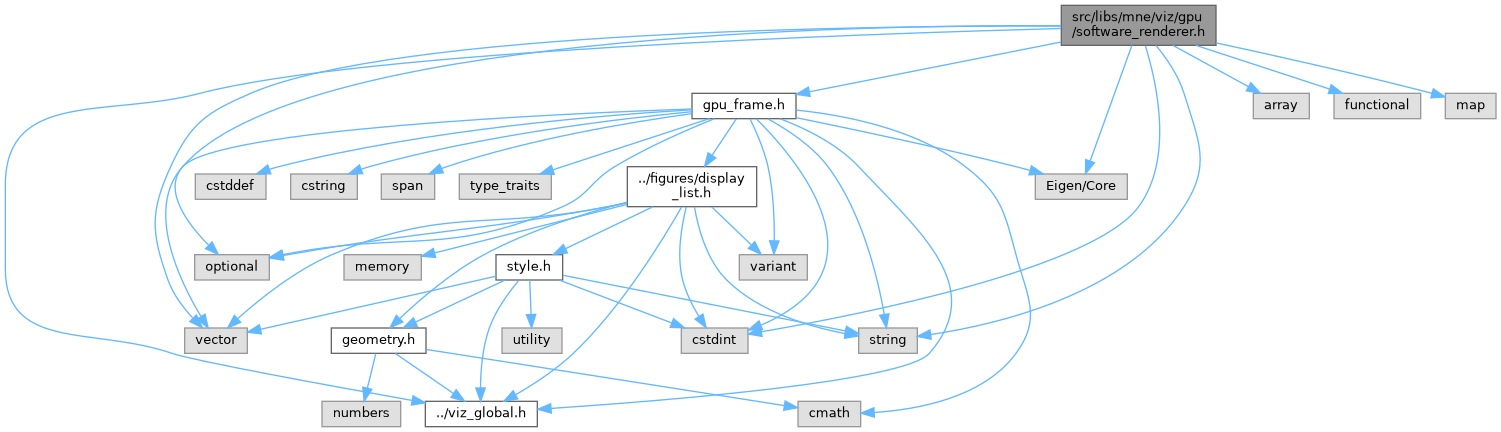 src/libs/mne/viz/gpu
/software_renderer.h
gpu_frame.h
array
functional
map
cstddef
cstring
span
type_traits
../figures/display
_list.h
Eigen/Core
optional
memory
style.h
variant
vector
geometry.h
utility
cstdint
string
numbers
../viz_global.h
cmath